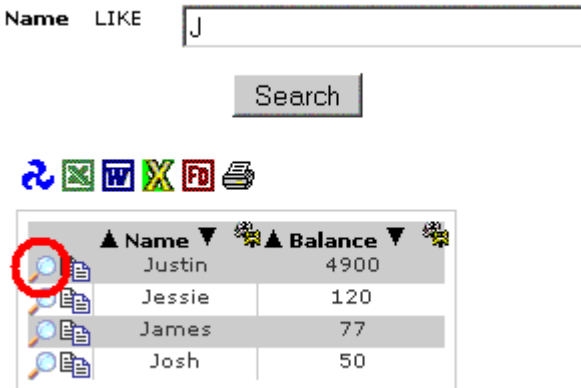 Name LIKE J
Search
Name Balance
Justin 4900
Jessie 120
James 77
Josh 50